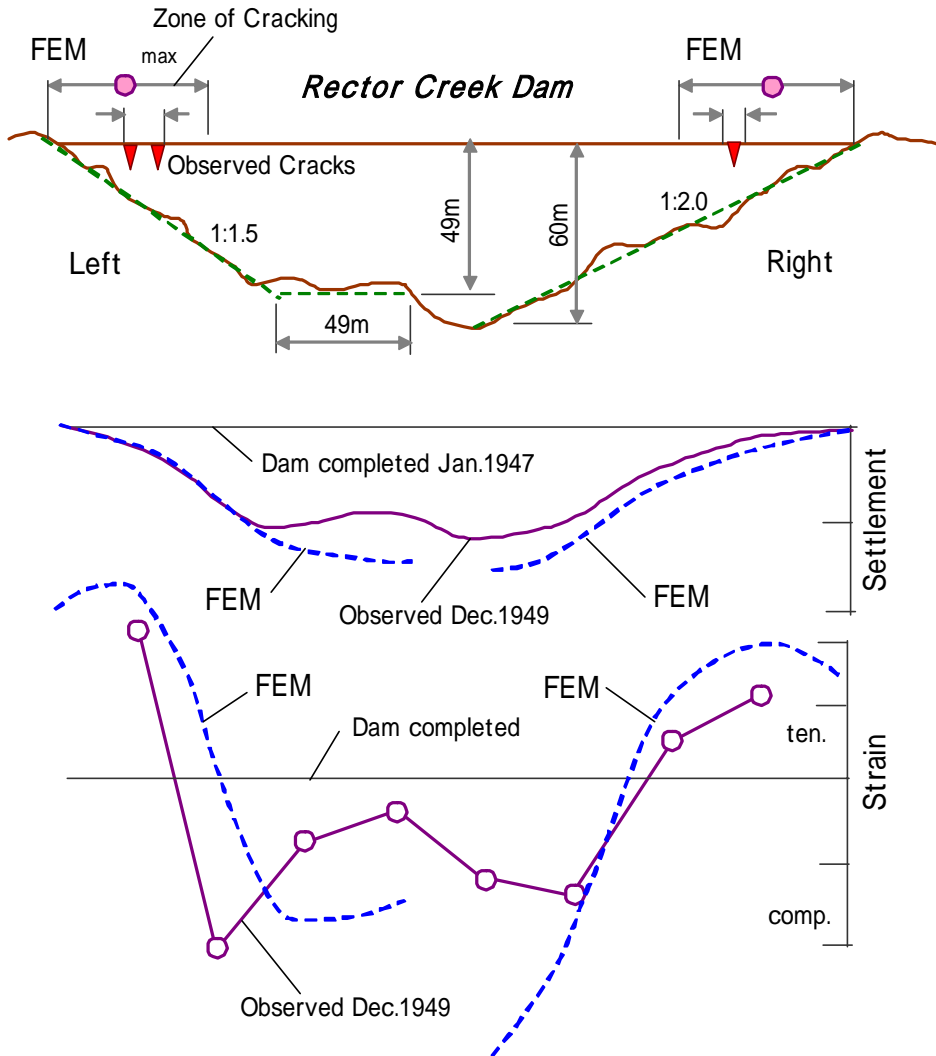 Zone of Cracking
FEM
max
FEM
Rector Creek Dam
Observed Cracks
49m
60m
1:1.5
1:2.0
Left
Right
49m
Dam completed Jan.1947
Settlement
FEM
Observed Dec.1949
FEM
FEM
FEM
Dam completed
ten.
Strain
comp.
Observed Dec.1949